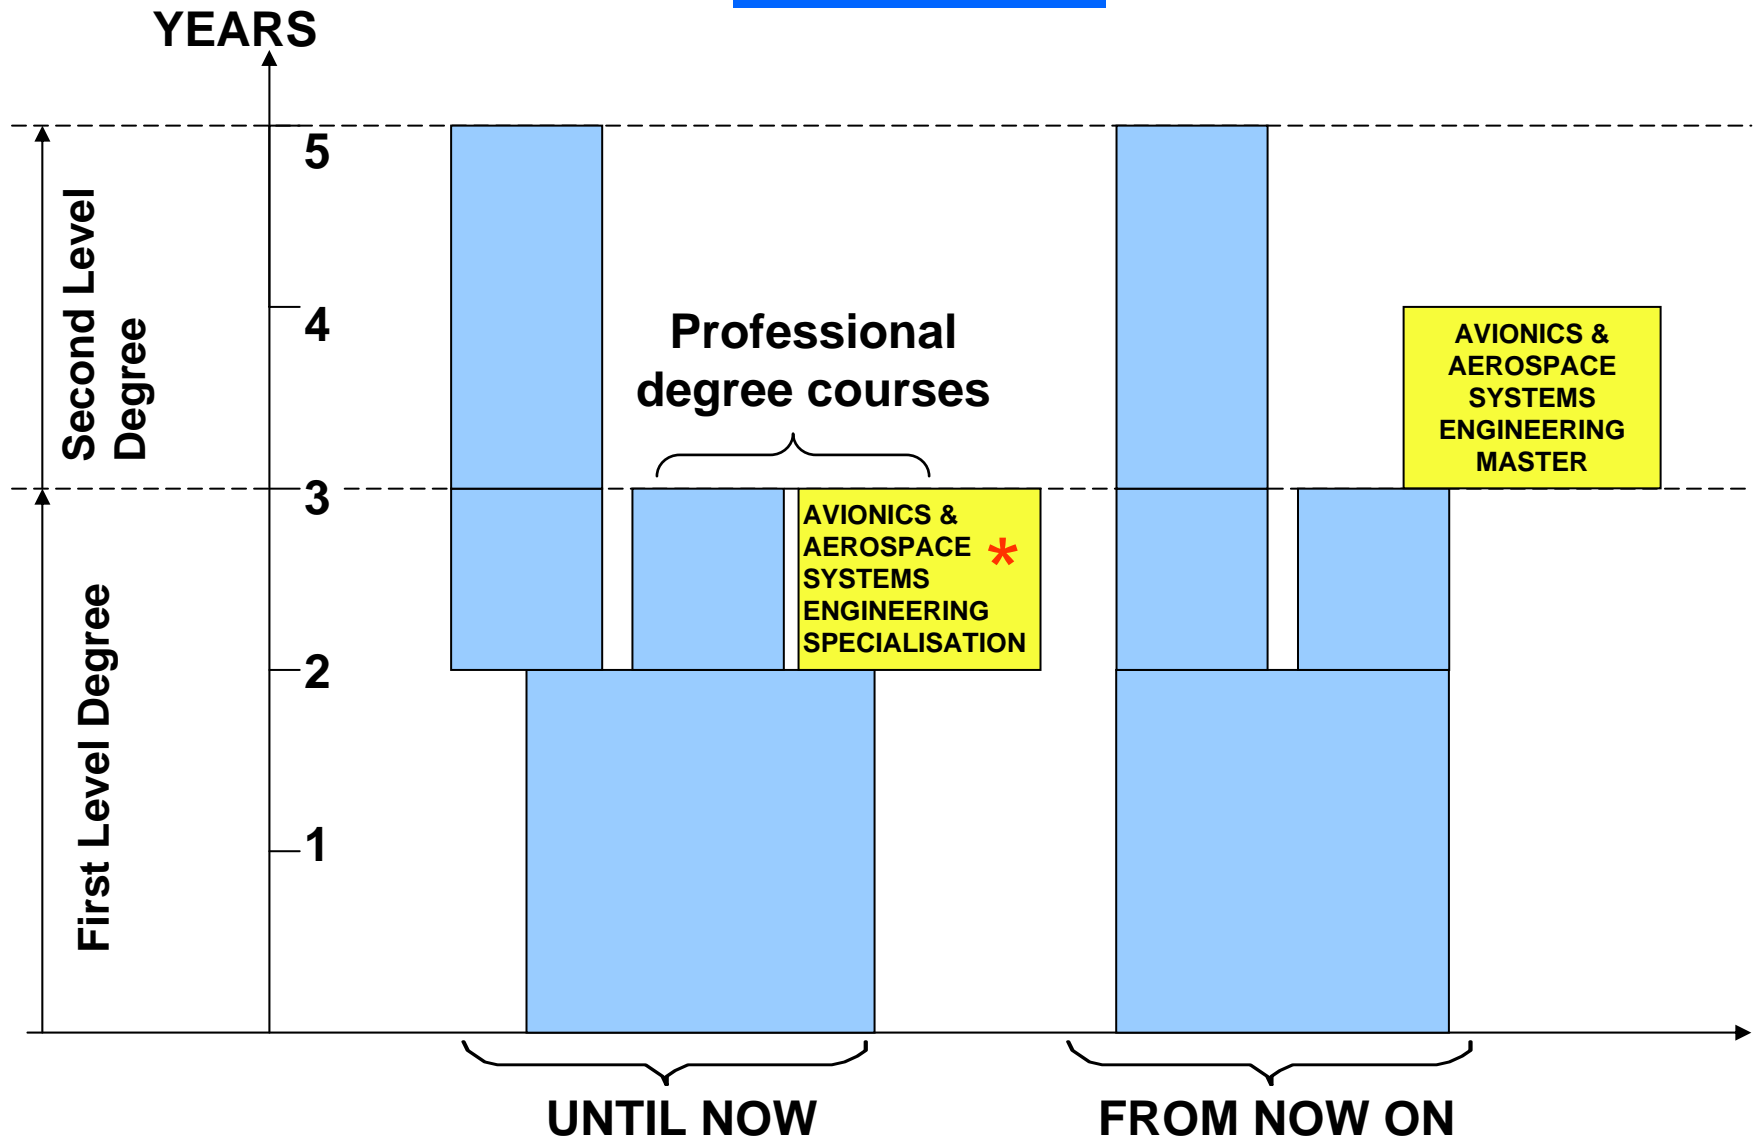 YEARS
5
4
3
2
1
Second Level
Degree
First Level Degree
Professional
degree courses
AVIONICS &
AEROSPACE
SYSTEMS
ENGINEERING
SPECIALISATION
*
AVIONICS &
AEROSPACE
SYSTEMS
ENGINEERING
MASTER
UNTIL NOW
FROM NOW ON